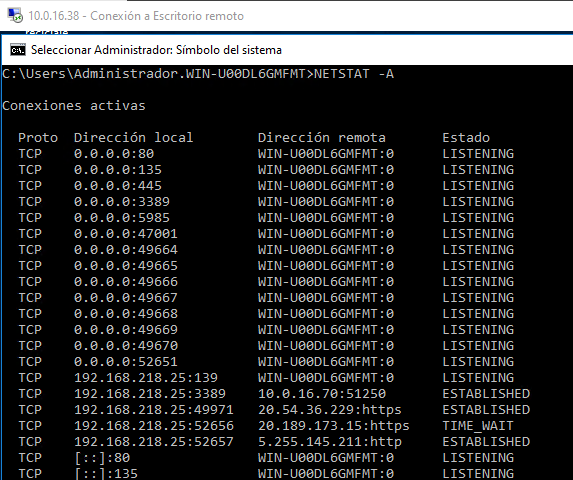 10.0.16.38 - Conexión a Escritorio remoto
Seleccionar Administrador: Símbolo del sistema
C:\Users\Administrador.WIN-U00DL6GMFMT>NETSTAT -A
Conexiones activas
Proto  Dirección local          Dirección remota       Estado
TCP    0.0.0.0:80             WIN-U00DL6GMFMT:0      LISTENING
TCP    0.0.0.0:135            WIN-U00DL6GMFMT:0      LISTENING
TCP    0.0.0.0:445            WIN-U00DL6GMFMT:0      LISTENING
TCP    0.0.0.0:3389           WIN-U00DL6GMFMT:0      LISTENING
TCP    0.0.0.0:5985           WIN-U00DL6GMFMT:0      LISTENING
TCP    0.0.0.0:47001          WIN-U00DL6GMFMT:0      LISTENING
TCP    0.0.0.0:49664          WIN-U00DL6GMFMT:0      LISTENING
TCP    0.0.0.0:49665          WIN-U00DL6GMFMT:0      LISTENING
TCP    0.0.0.0:49666          WIN-U00DL6GMFMT:0      LISTENING
TCP    0.0.0.0:49667          WIN-U00DL6GMFMT:0      LISTENING
TCP    0.0.0.0:49668          WIN-U00DL6GMFMT:0      LISTENING
TCP    0.0.0.0:49669          WIN-U00DL6GMFMT:0      LISTENING
TCP    0.0.0.0:49670          WIN-U00DL6GMFMT:0      LISTENING
TCP    0.0.0.0:52651          WIN-U00DL6GMFMT:0      LISTENING
TCP    192.168.218.25:139     WIN-U00DL6GMFMT:0      LISTENING
TCP    192.168.218.25:3389    10.0.16.70:51250       ESTABLISHED
TCP    192.168.218.25:49971   20.54.36.229:https     ESTABLISHED
TCP    192.168.218.25:52656   20.189.173.15:https    TIME_WAIT
TCP    192.168.218.25:52657   5.255.145.211:http     ESTABLISHED
TCP    [::]:80                WIN-U00DL6GMFMT:0      LISTENING
TCP    [::]:135               WIN-U00DL6GMFMT:0      LISTENING